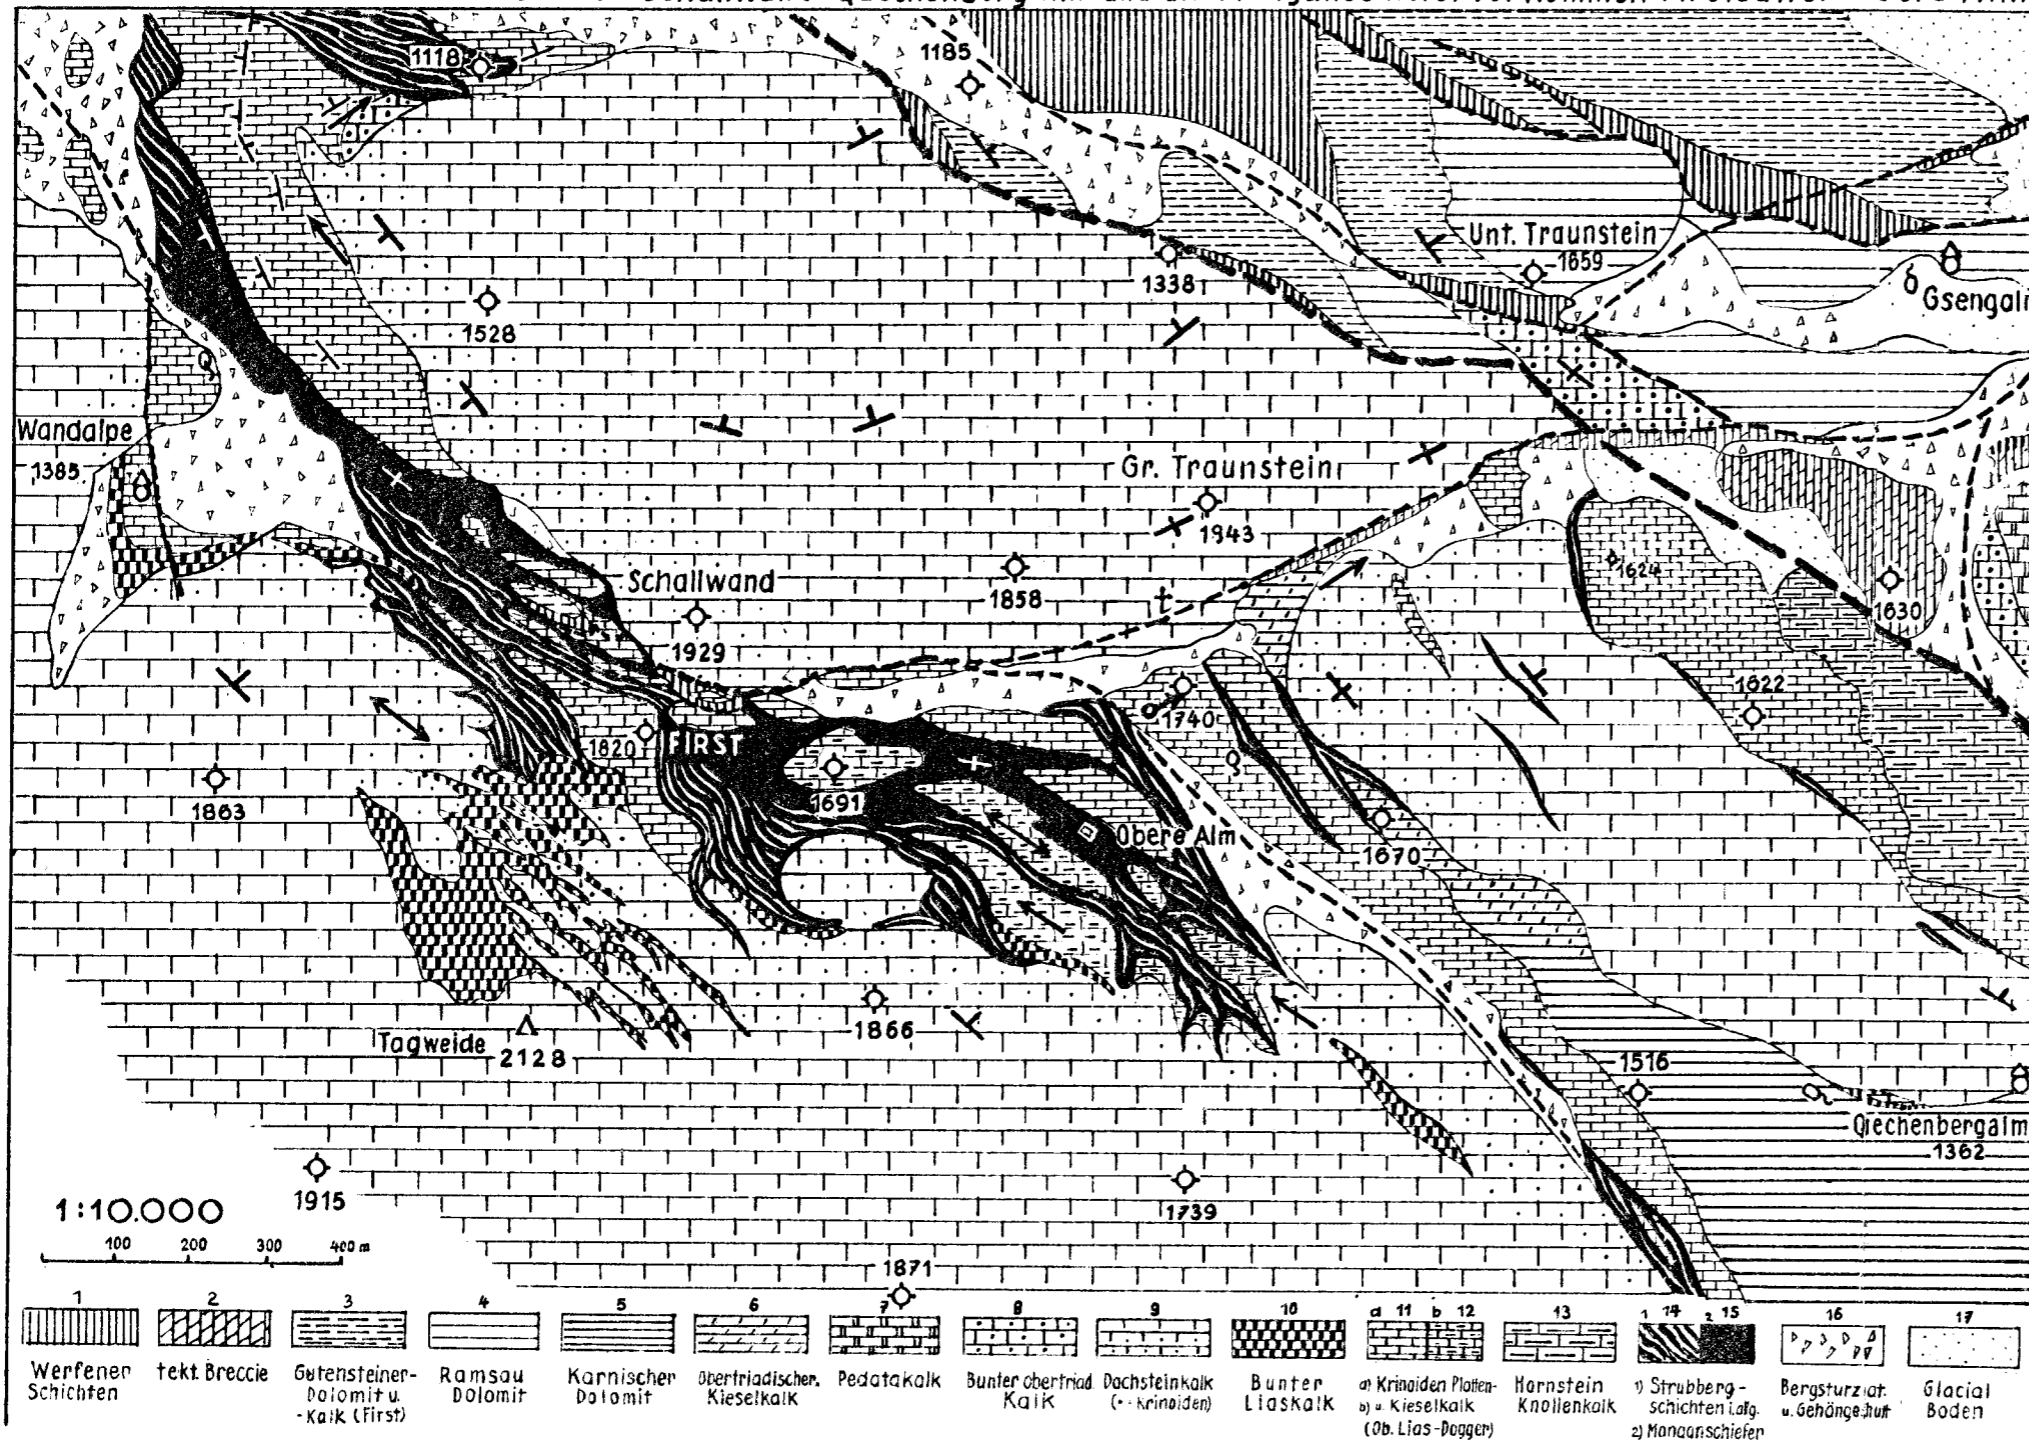 1118
1185
Unt. Traunstein
1659
1338
Gsengal
1528
Wandalpe
1385
Gr. Traunstein
1843
1858
Schallwand
1929
1624
1630
1622
1740
1820
FIRST
1691
Obere Alm
1670
1863
1866
Tagweide 2128
1516
Qiechenbergalm
1362
1915
1739
1871
1:10.000
100 200 300 400 m
1 2 3 4 5 6 7 8 9 10 a 11 b 12 13 1 14 2 15 16 17
Werfener
Schichten
tekt. Breccie
Gutensteiner-
Dolomit u.
-Kalk (First)
Ramsau
Dolomit
Karnischer
Dolomit
Obertriadischer.
Kieselkalk
Pedatakalk
Bunter obertriad.
Kalk
Dachsteinkalk
(•·Krinoiden)
Bunter
Liaskalk
a) Krinoiden Platten-
b) u. Kieselkalk
(Ob. Lias-Dogger)
Hornstein
Knollenkalk
1) Strubberg-
schichten i. allg.
2) Manganschiefer
Bergsturzmat.
u. Gehängeschutt
Glacial
Boden